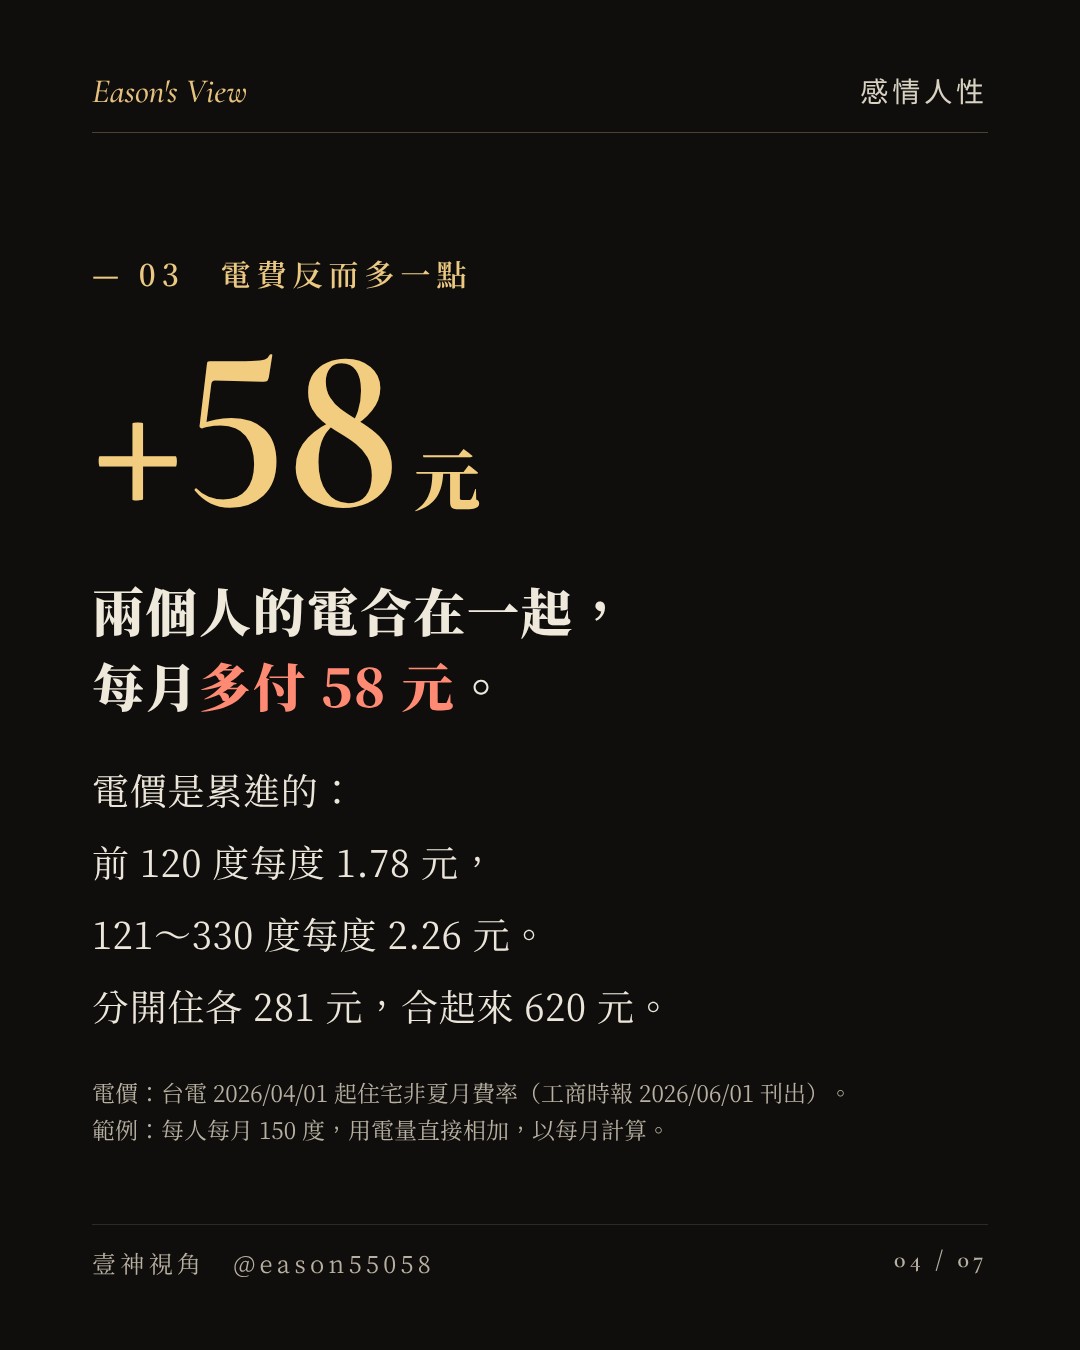 Eason's View
感情人性
— 03 電費反而多一點
+58 元
兩個人的電合在一起，
每月多付 58 元。
電價是累進的：
前 120 度每度 1.78 元，
121～330 度每度 2.26 元。
分開住各 281 元，合起來 620 元。
電價：台電 2026/04/01 起住宅非夏月費率（工商時報 2026/06/01 刊出）。
範例：每人每月 150 度，用電量直接相加，以每月計算。
壹神視角 @eason55058
04 / 07